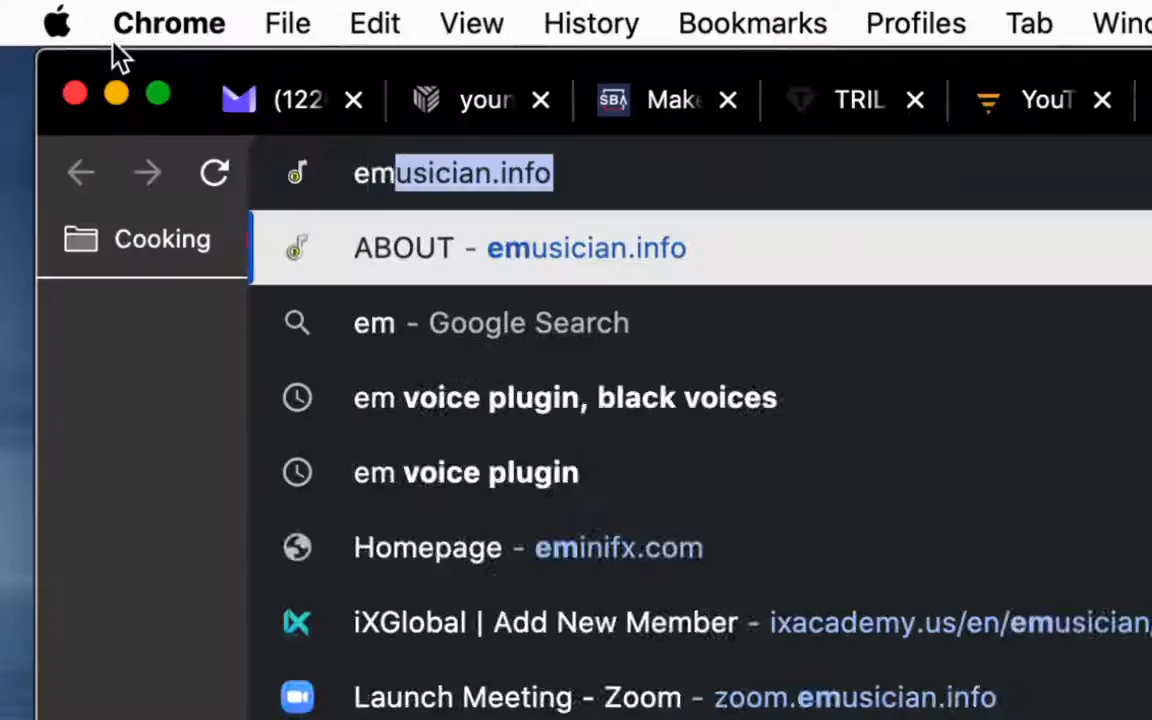 Chrome File Edit View History Bookmarks Profiles Tab
(122 your SBA Mak TRIL YouT
emusician.info
Cooking
ABOUT - emusician.info
em - Google Search
em voice plugin, black voices
em voice plugin
Homepage - eminifx.com
iXGlobal | Add New Member - ixacademy.us/en/emusician/
Launch Meeting - Zoom - zoom.emusician.info